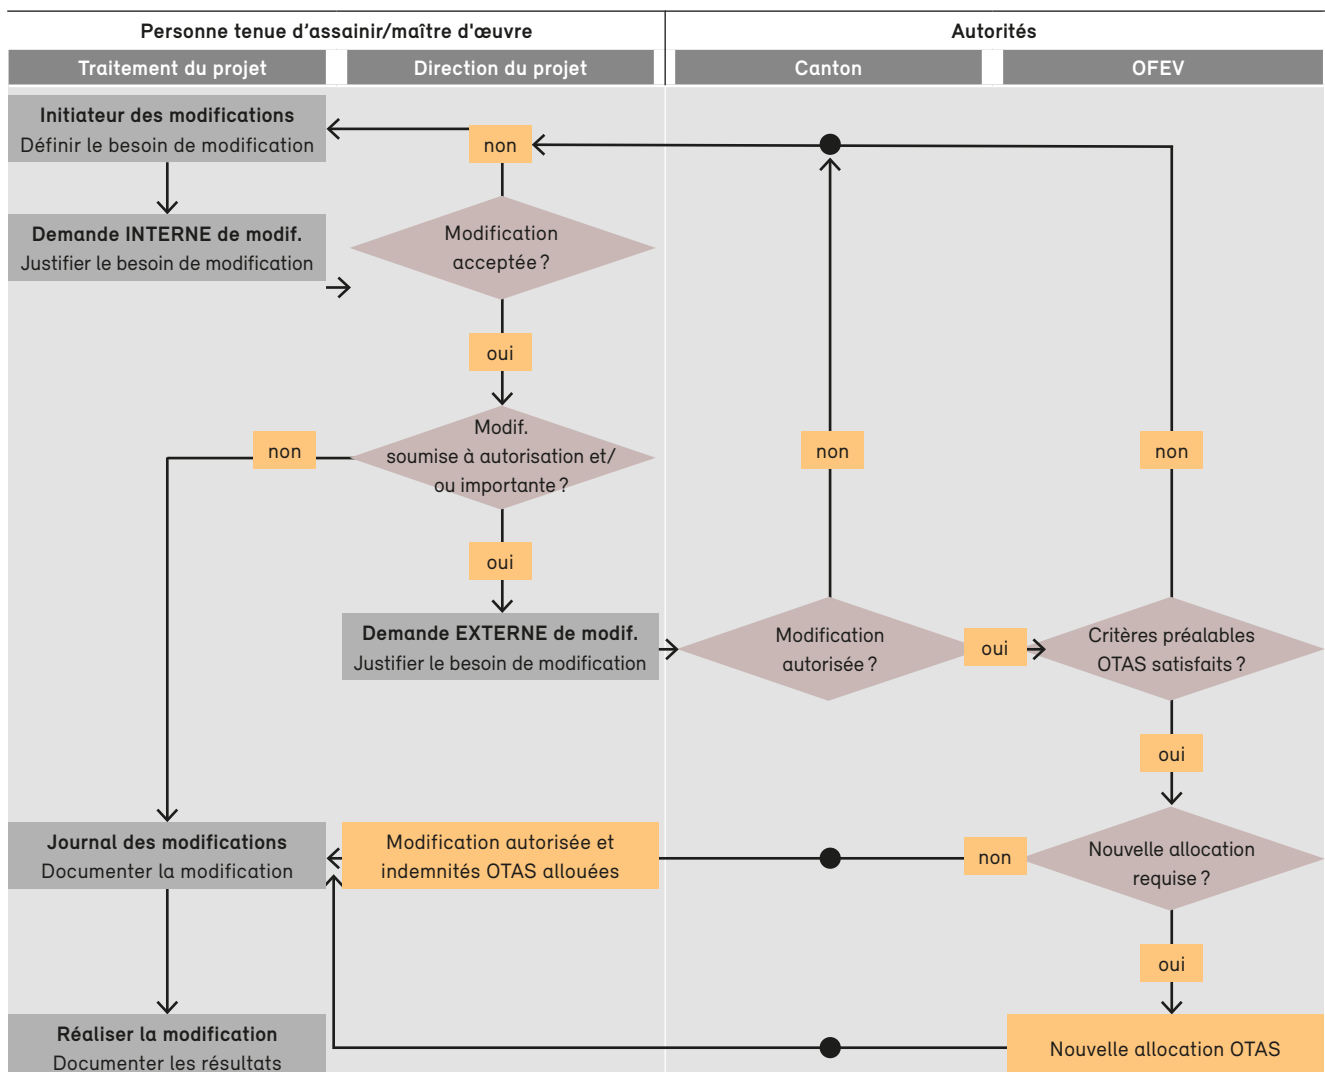 Personne tenue d'assainir/maître d'œuvre
Autorités
Traitement du projet
Direction du projet
Canton
OFEV
Initiateur des modifications
Définir le besoin de modification
non
Demande INTERNE de modif.
Justifier le besoin de modification
Modification
acceptée ?
oui
Modif.
soumise à autorisation et/
ou importante ?
non
non
non
oui
Demande EXTERNE de modif.
Justifier le besoin de modification
Modification
autorisée ?
oui
Critères préalables
OTAS satisfaits ?
oui
Journal des modifications
Documenter la modification
Modification autorisée et
indemnités OTAS allouées
non
Nouvelle allocation
requise ?
oui
Réaliser la modification
Documenter les résultats
Nouvelle allocation OTAS